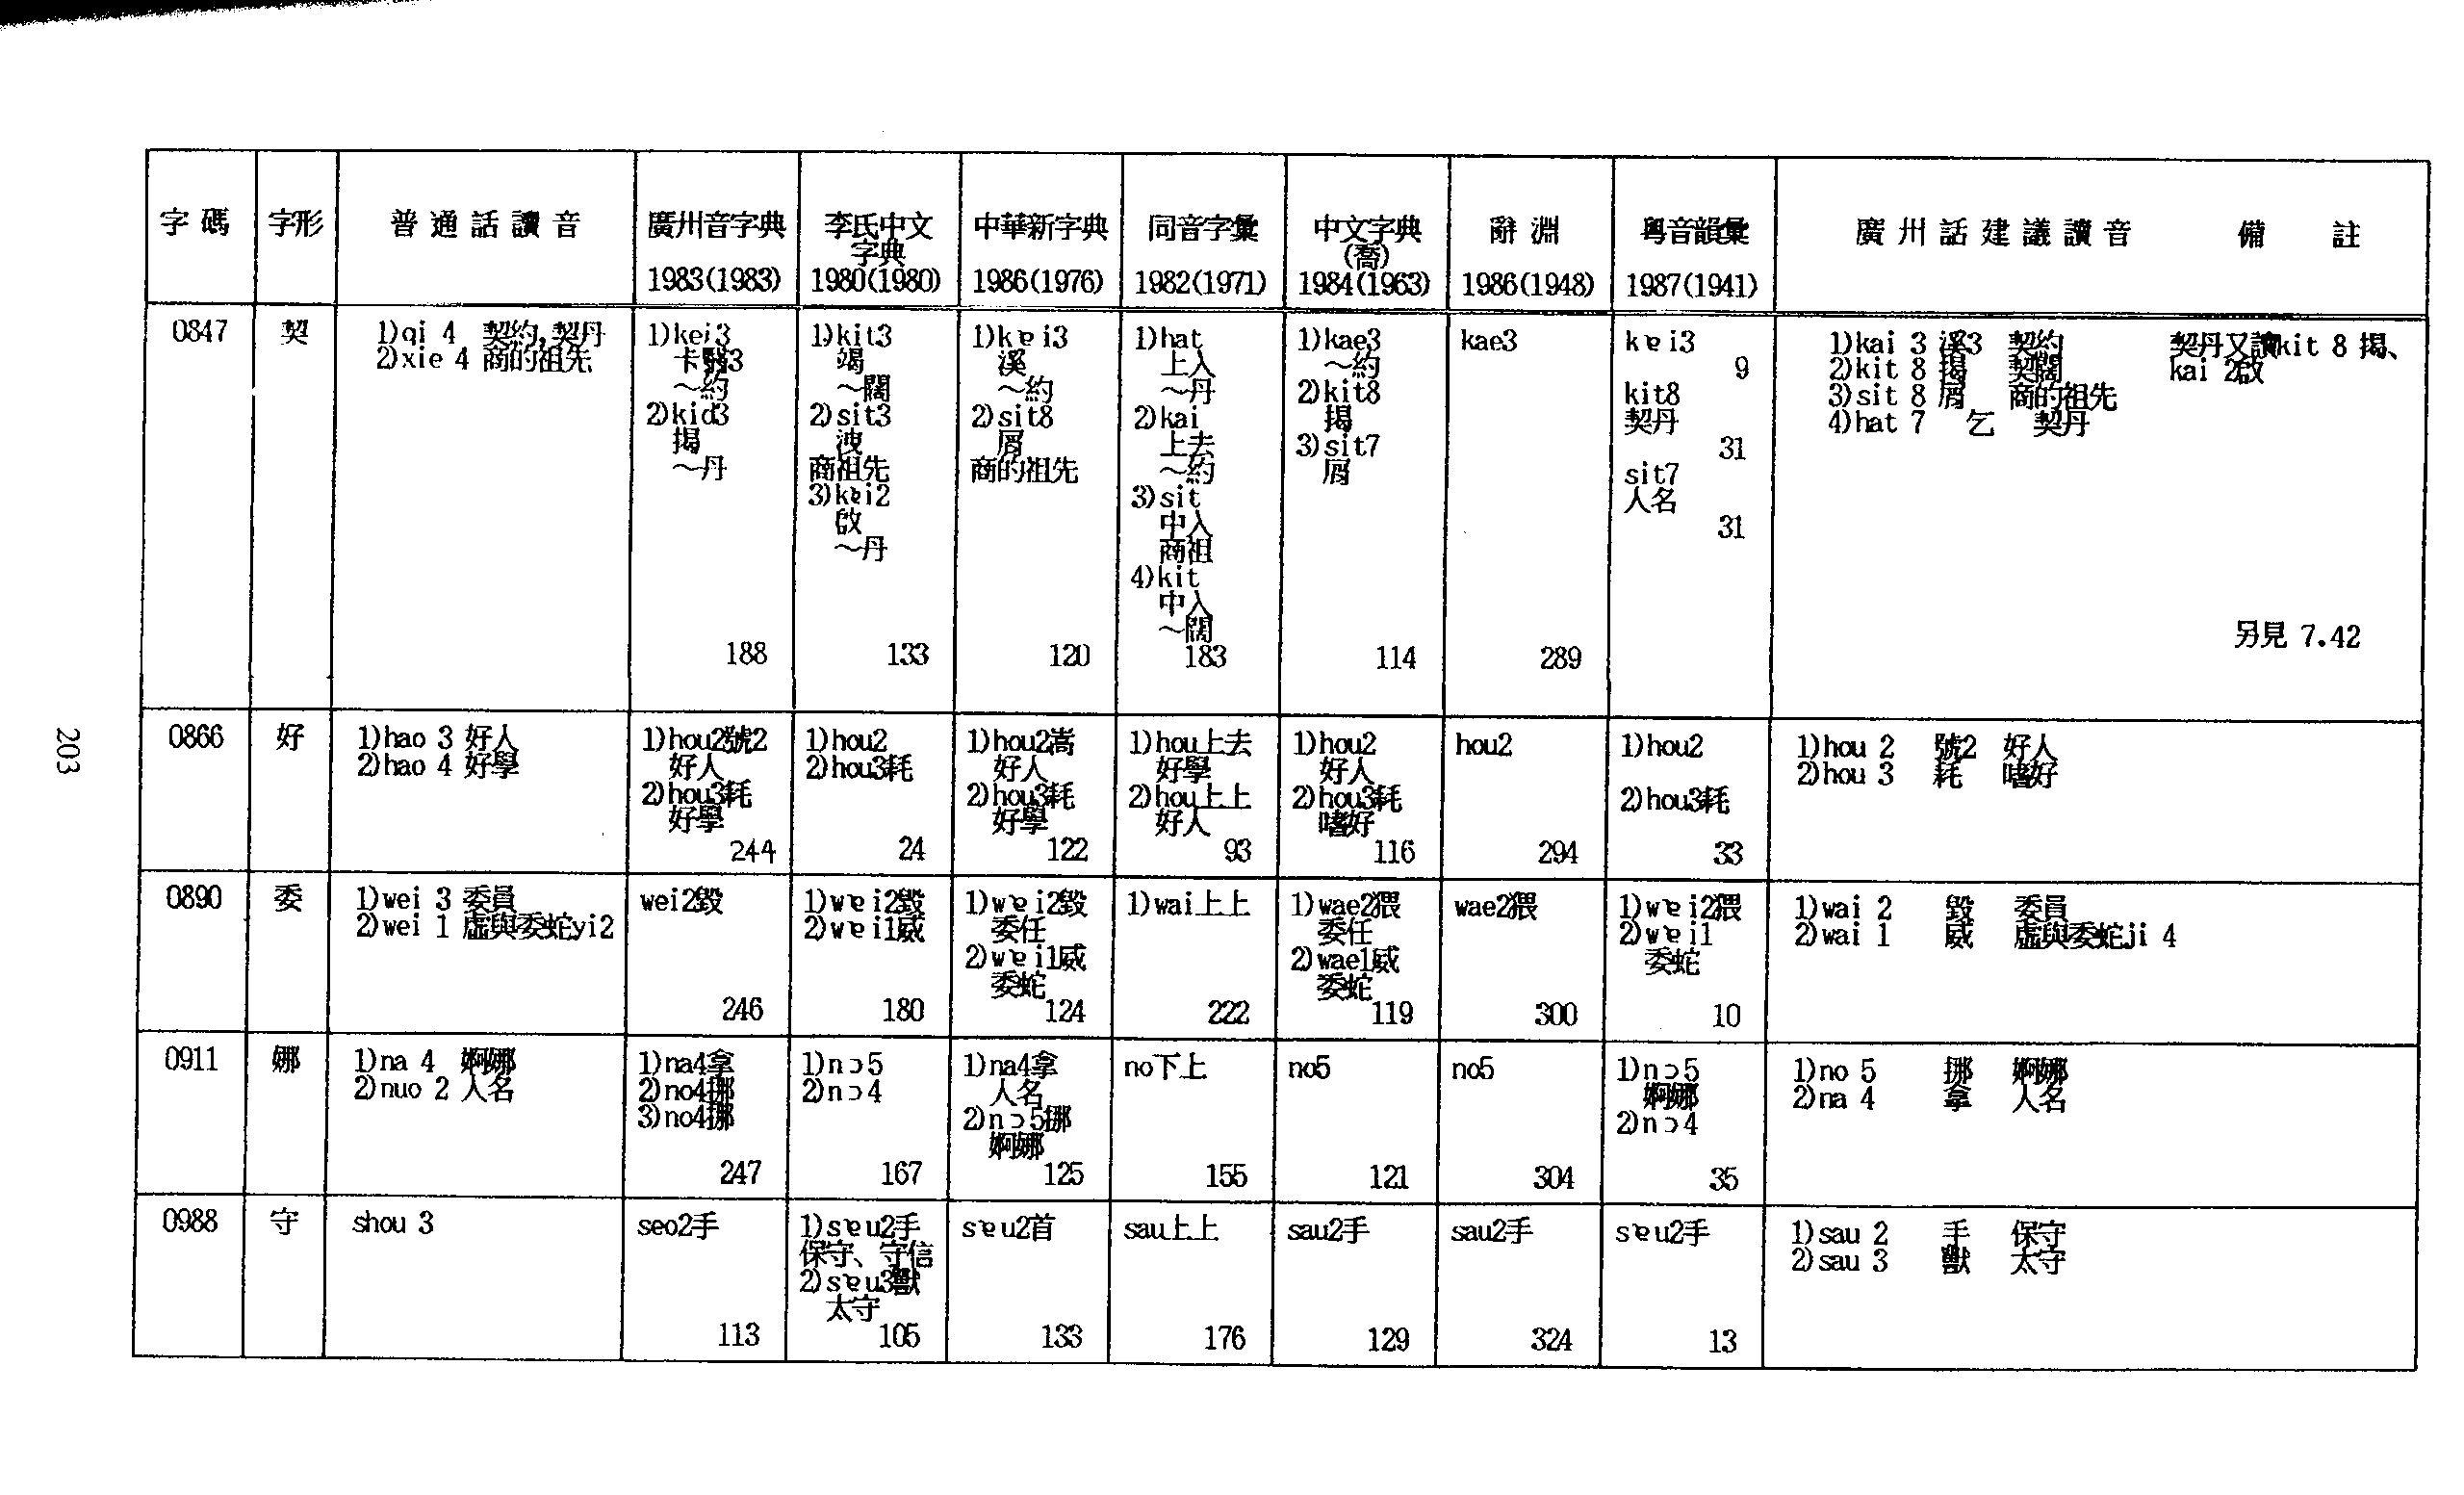 203
字碼 字形 普通話讀音 廣州音字典 1983(1983) 李氏中文字典 1980(1980) 中華新字典 1986(1976) 同音字彙 1982(1971) 中文字典(喬) 1984(1963) 辭淵 1986(1948) 粵音韻彙 1987(1941) 廣州話建議讀音 備註
0847
契
1)qi 4 契約,契丹
2)xie 4 商的祖先
1)kei3
卡翳3
~約
2)kid3
揭
~丹
188
1)kit3
竭
~闊
2)sit3
洩
商祖先
3)kɐi2
啟
~丹
133
1)kɐi3
溪
~約
2)sit8
屑
商的祖先
120
1)hat
上入
~丹
2)kai
上去
~約
3)sit
中入
商祖
4)kit
中入
~闊
183
1)kae3
~約
2)kit8
揭
3)sit7
屑
114
kae3
289
kɐi3
9
kit8
契丹
31
sit7
人名
31
1)kai 3 溪3 契約
2)kit 8 揭 契闊
3)sit 8 屑 商的祖先
4)hat 7 乞 契丹
契丹又讀kit 8 揭、
kai 2啟
另見 7.42
0866
好
1)hao 3 好人
2)hao 4 好學
1)hou2號2
好人
2)hou3耗
好學
244
1)hou2
2)hou3耗
24
1)hou2嵩
好人
2)hou3耗
好學
122
1)hou上去
好學
2)hou上上
好人
93
1)hou2
好人
2)hou3耗
嗜好
116
hou2
294
1)hou2
2)hou3耗
33
1)hou 2 號2 好人
2)hou 3 耗 嗜好
0890
委
1)wei 3 委員
2)wei 1 虛與委蛇yi2
wei2毀
246
1)wɐi2毀
2)wɐi1威
180
1)wɐi2毀
委任
2)wɐi1威
委蛇
124
1)wai上上
222
1)wae2猥
委任
2)wae1威
委蛇
119
wae2猥
300
1)wɐi2猥
2)wɐi1
委蛇
10
1)wai 2 毀 委員
2)wai 1 威 虛與委蛇ji 4
0911
娜
1)na 4 婀娜
2)nuo 2 人名
1)na4拿
2)no4挪
3)no4挪
247
1)nɔ5
2)nɔ4
167
1)na4拿
人名
2)nɔ5挪
婀娜
125
no下上
155
no5
121
no5
304
1)nɔ5
婀娜
2)nɔ4
35
1)no 5 挪 婀娜
2)na 4 拿 人名
0988
守
shou 3
seo2手
113
1)sɐu2手
保守、守信
2)sɐu3獸
太守
105
sɐu2首
133
sau上上
176
sau2手
129
sau2手
324
sɐu2手
13
1)sau 2 手 保守
2)sau 3 獸 太守